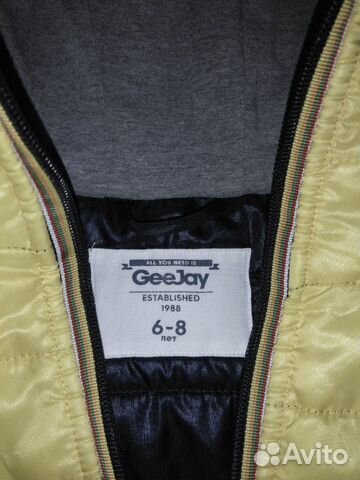 ALL YOU NEED IS
GeeJay
ESTABLISHED
1988
6-8
лет
Avito